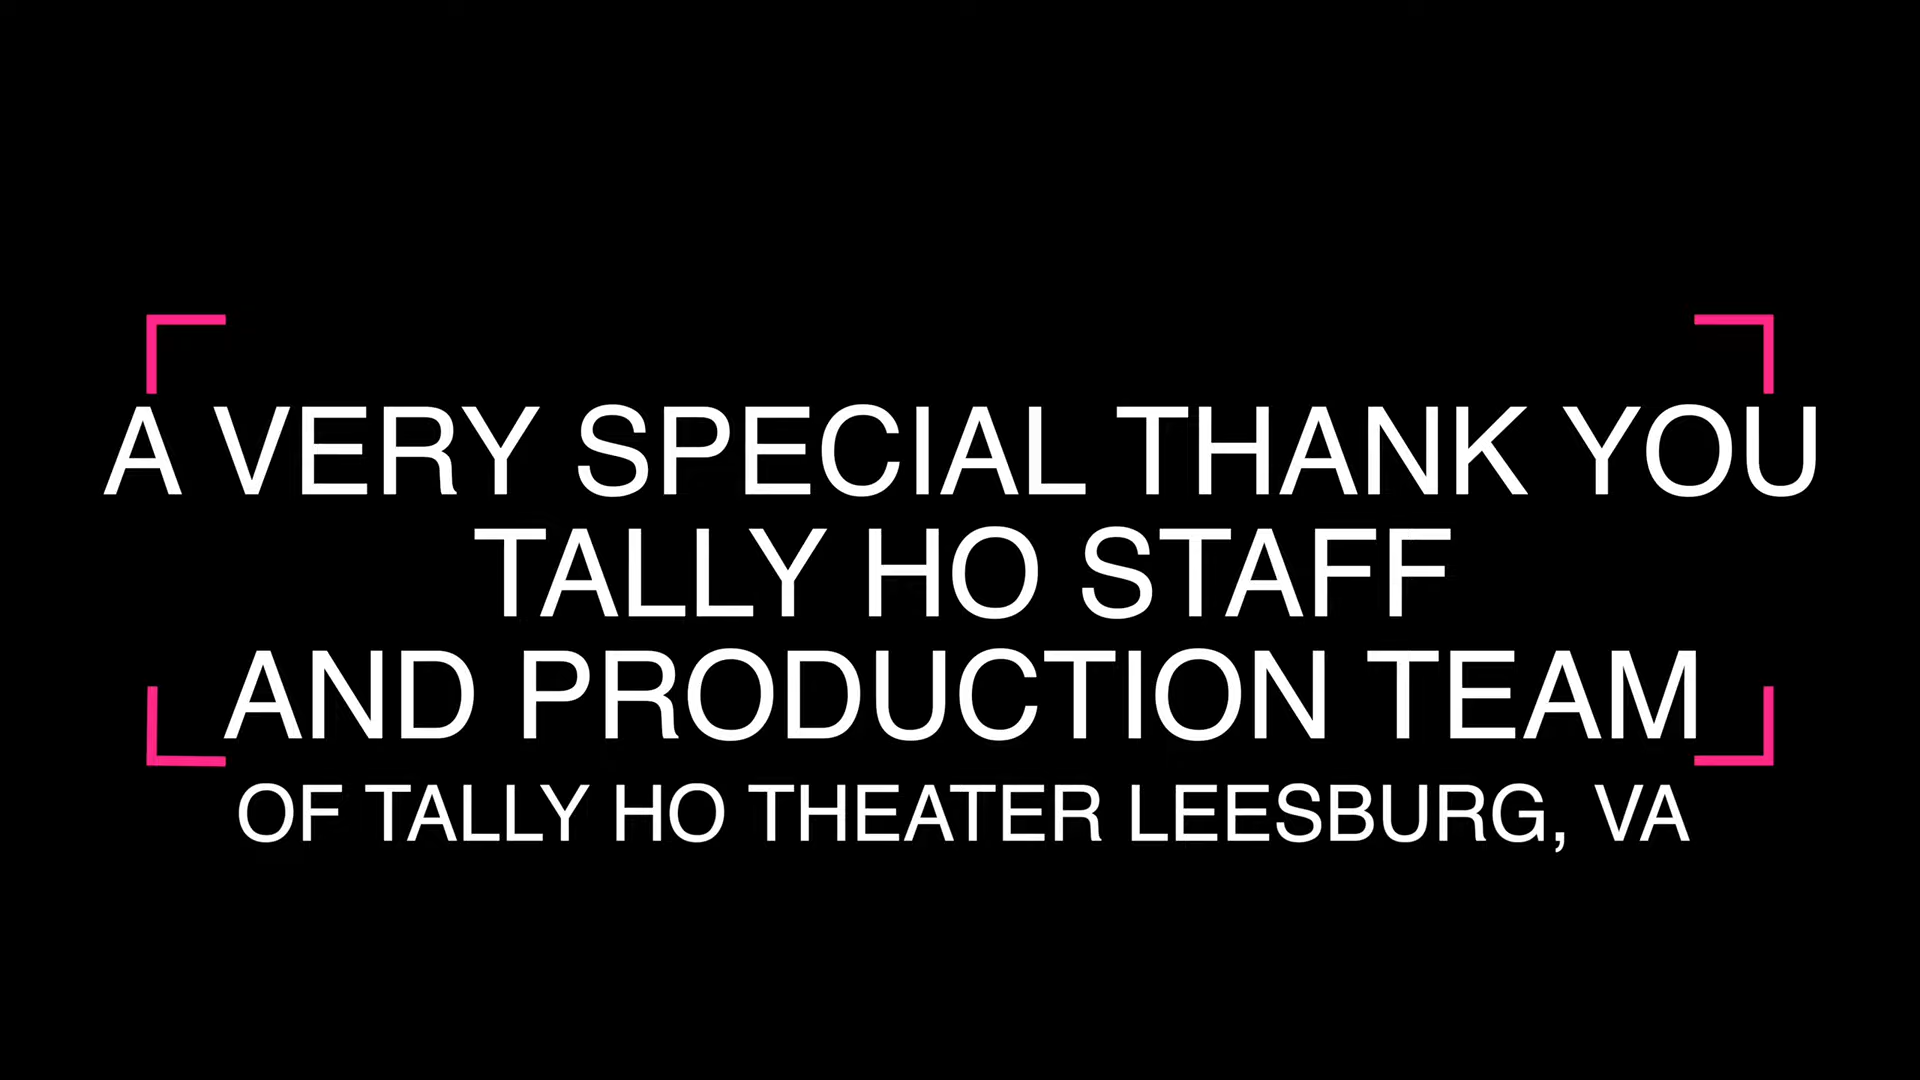 A VERY SPECIAL THANK YOU
TALLY HO STAFF
AND PRODUCTION TEAM
OF TALLY HO THEATER LEESBURG, VA